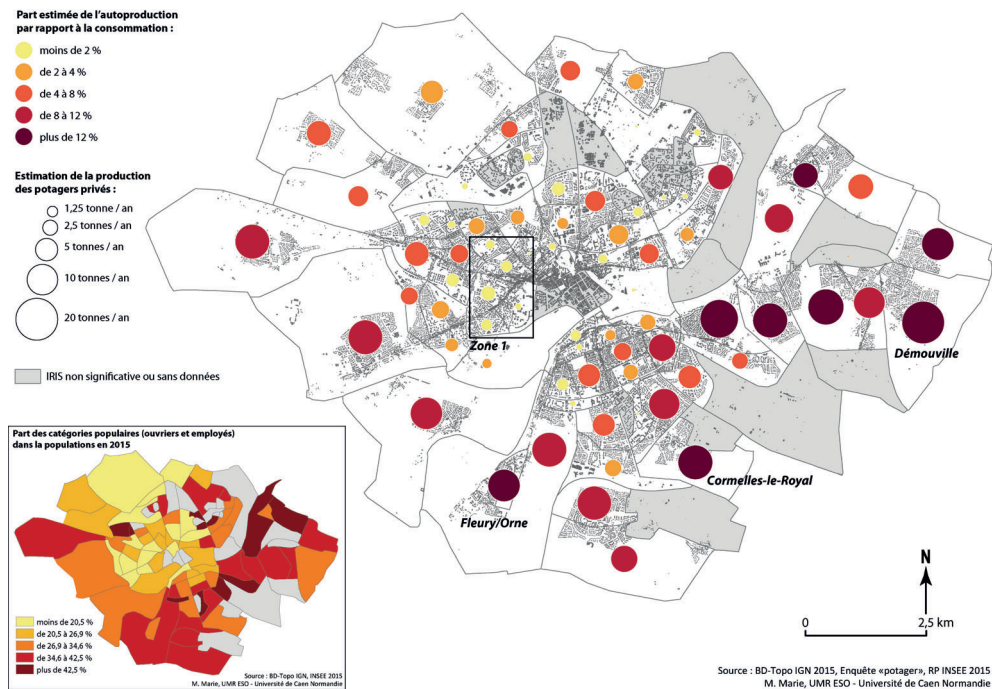 Part estimée de l'autoproduction
par rapport à la consommation :
moins de 2 %
de 2 à 4 %
de 4 à 8 %
de 8 à 12 %
plus de 12 %
Estimation de la production
des potagers privés :
1,25 tonne / an
2,5 tonnes / an
5 tonnes / an
10 tonnes / an
20 tonnes / an
IRIS non significative ou sans données
Zone 1
Démouville
Cormelles-le-Royal
Fleury/Orne
Part des catégories populaires (ouvriers et employés)
dans la populations en 2015
moins de 20,5 %
de 20,5 à 26,9 %
de 26,9 à 34,6 %
de 34,6 à 42,5 %
plus de 42,5 %
Source : BD-Topo IGN, INSEE 2015
M. Marie, UMR ESO - Université de Caen Normandie
N
0 2,5 km
Source : BD-Topo IGN 2015, Enquête «potager», RP INSEE 2015
M. Marie, UMR ESO - Université de Caen Normandie